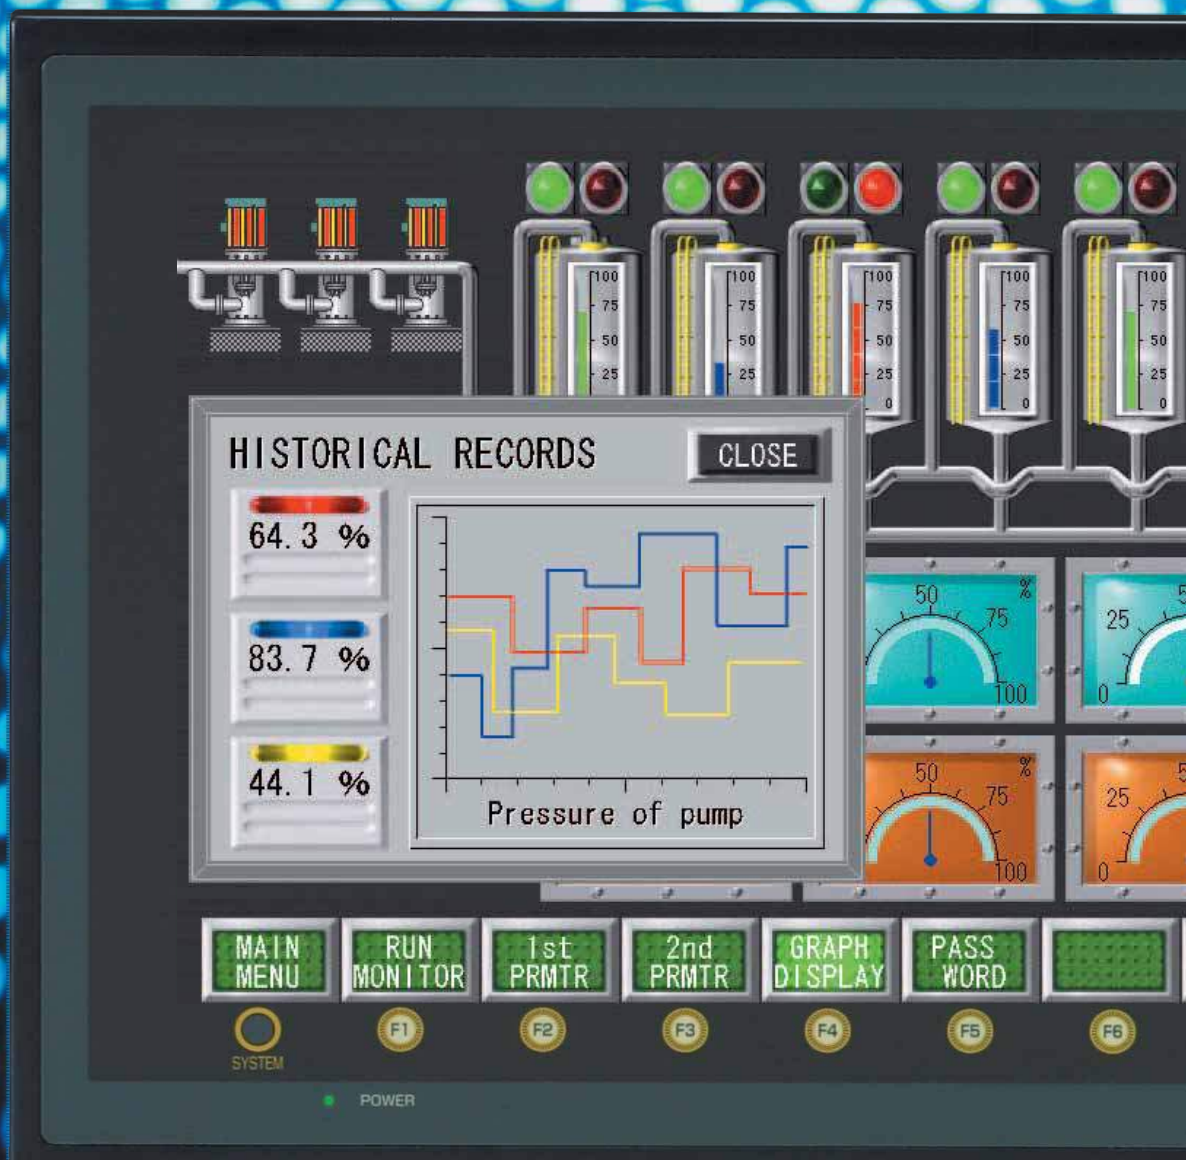 100
75
50
25
100
75
50
25
100
75
50
25
0
100
75
50
25
0
100
75
50
25
0
HISTORICAL RECORDS
CLOSE
64.3 %
83.7 %
44.1 %
Pressure of pump
50
%
75
100
25
0
50
%
75
100
25
0
MAIN
MENU
RUN
MONITOR
1st
PRMTR
2nd
PRMTR
GRAPH
DISPLAY
PASS
WORD
F1
F2
F3
F4
F5
F6
SYSTEM
POWER